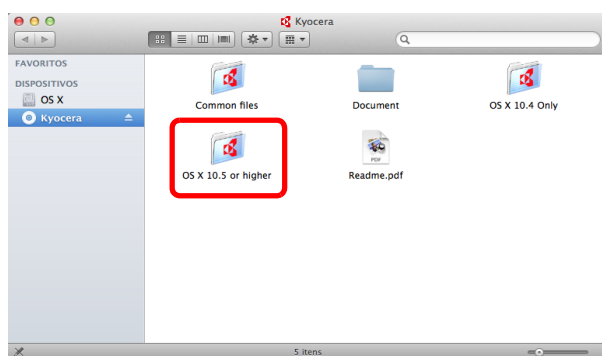 Kyocera
FAVORITOS
DISPOSITIVOS
OS X
Kyocera
Common files
Document
OS X 10.4 Only
OS X 10.5 or higher
PDF
Readme.pdf
5 itens